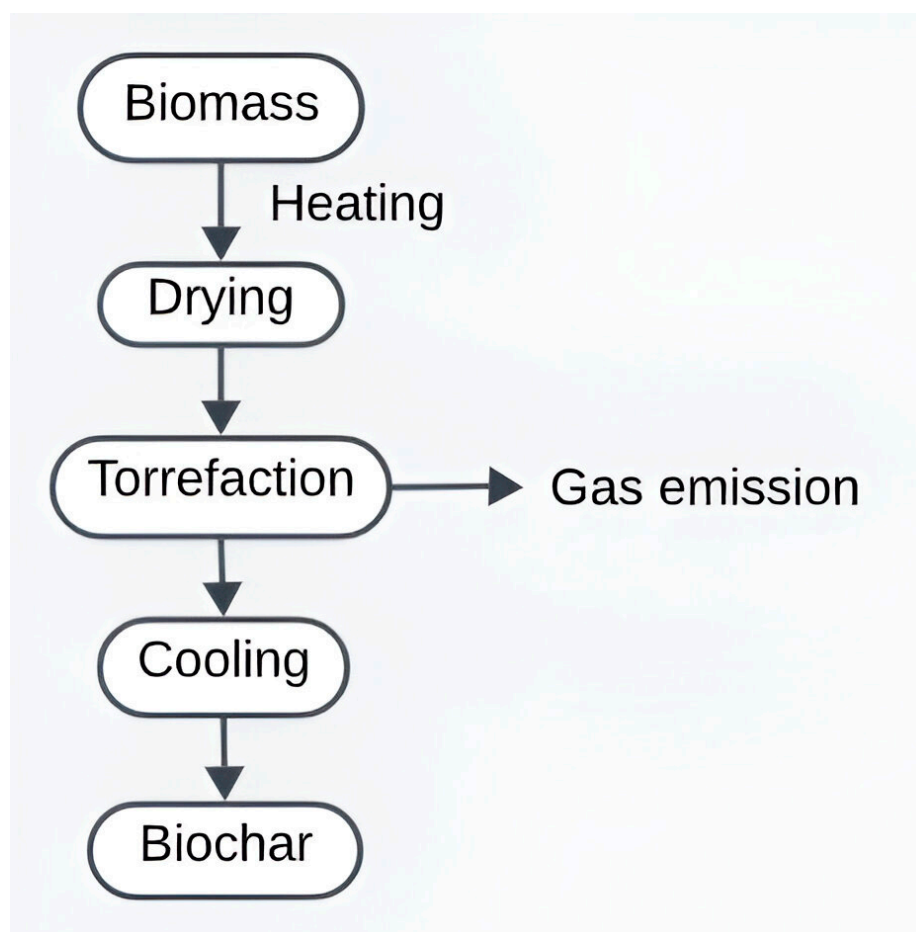 Biomass
Heating
Drying
Torrefaction
Gas emission
Cooling
Biochar